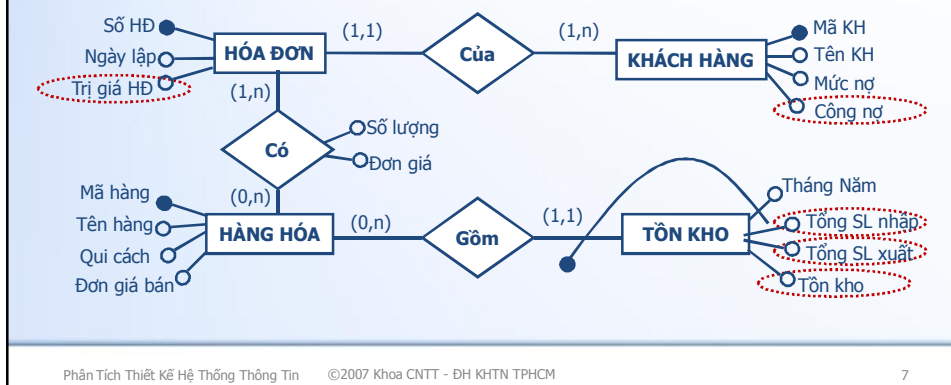 Số HĐ
Ngày lập
Trị giá HĐ
HÓA ĐƠN
(1,1)
Của
(1,n)
KHÁCH HÀNG
Mã KH
Tên KH
Mức nợ
Công nợ
(1,n)
Có
Số lượng
Đơn giá
(0,n)
Mã hàng
Tên hàng
Qui cách
Đơn giá bán
HÀNG HÓA
(0,n)
Gồm
(1,1)
TỒN KHO
Tháng Năm
Tổng SL nhập
Tổng SL xuất
Tồn kho
Phân Tích Thiết Kế Hệ Thống Thông Tin ©2007 Khoa CNTT - ĐH KHTN TPHCM 7